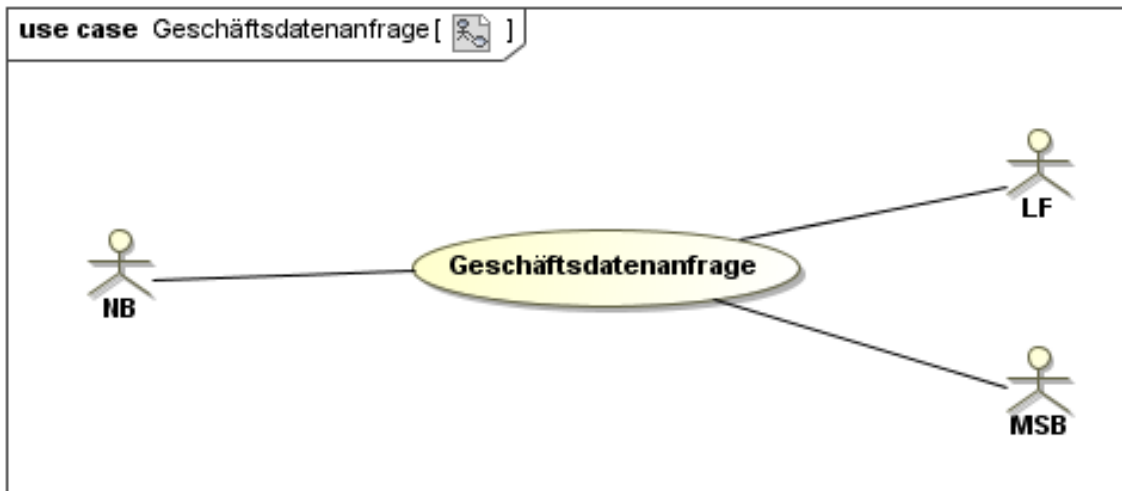 use case Geschäftsdatenanfrage [ ]
LF
Geschäftsdatenanfrage
NB
MSB